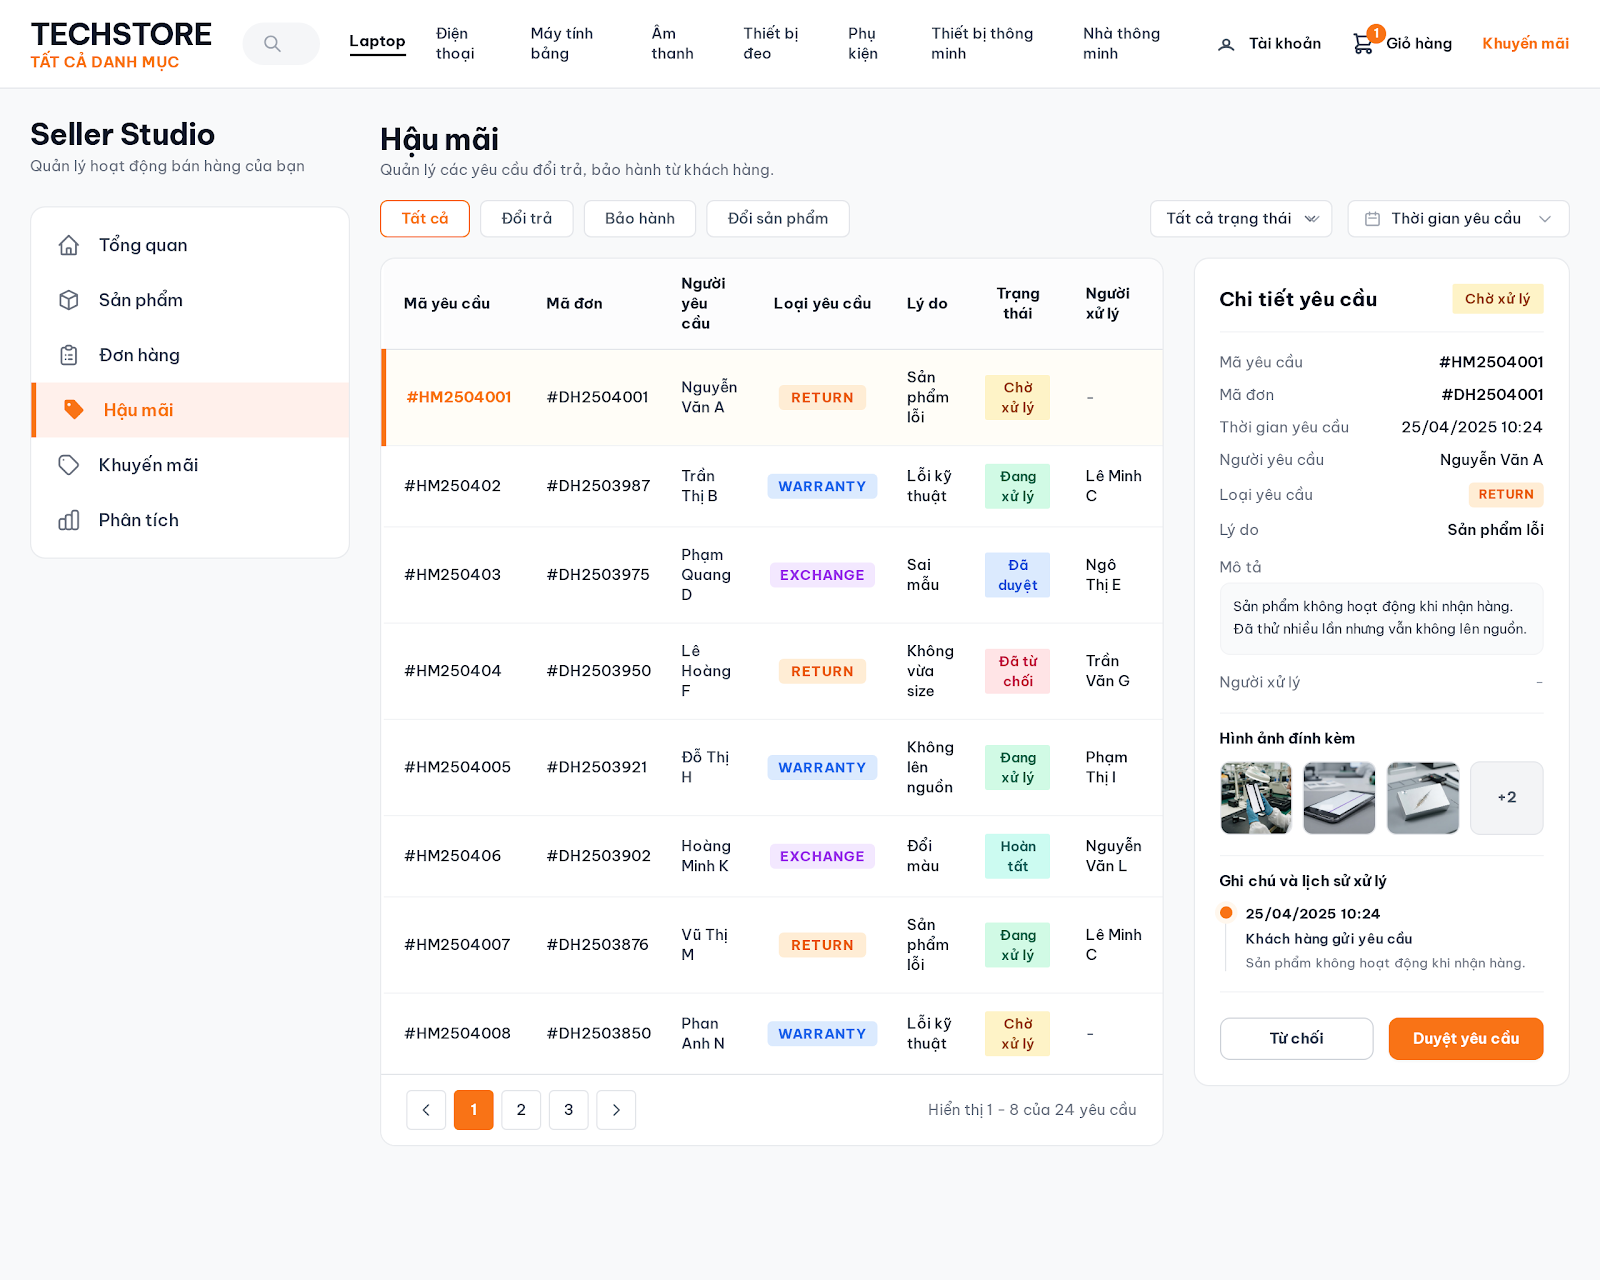 TECHSTORE
TẤT CẢ DANH MỤC
Laptop
Điện thoại
Máy tính bảng
Âm thanh
Thiết bị đeo
Phụ kiện
Thiết bị thông minh
Nhà thông minh
Tài khoản
1
Giỏ hàng
Khuyến mãi
Seller Studio
Quản lý hoạt động bán hàng của bạn
Tổng quan
Sản phẩm
Đơn hàng
Hậu mãi
Khuyến mãi
Phân tích
Hậu mãi
Quản lý các yêu cầu đổi trả, bảo hành từ khách hàng.
Tất cả
Đổi trả
Bảo hành
Đổi sản phẩm
Tất cả trạng thái
Thời gian yêu cầu
Mã yêu cầu
Mã đơn
Người yêu cầu
Loại yêu cầu
Lý do
Trạng thái
Người xử lý
#HM2504001
#DH2504001
Nguyễn Văn A
RETURN
Sản phẩm lỗi
Chờ xử lý
-
#HM250402
#DH2503987
Trần Thị B
WARRANTY
Lỗi kỹ thuật
Đang xử lý
Lê Minh C
#HM250403
#DH2503975
Phạm Quang D
EXCHANGE
Sai mẫu
Đã duyệt
Ngô Thị E
#HM250404
#DH2503950
Lê Hoàng F
RETURN
Không vừa size
Đã từ chối
Trần Văn G
#HM2504005
#DH2503921
Đỗ Thị H
WARRANTY
Không lên nguồn
Đang xử lý
Phạm Thị I
#HM250406
#DH2503902
Hoàng Minh K
EXCHANGE
Đổi màu
Hoàn tất
Nguyễn Văn L
#HM2504007
#DH2503876
Vũ Thị M
RETURN
Sản phẩm lỗi
Đang xử lý
Lê Minh C
#HM2504008
#DH2503850
Phan Anh N
WARRANTY
Lỗi kỹ thuật
Chờ xử lý
-
1
2
3
Hiển thị 1 - 8 của 24 yêu cầu
Chi tiết yêu cầu
Chờ xử lý
Mã yêu cầu
#HM2504001
Mã đơn
#DH2504001
Thời gian yêu cầu
25/04/2025 10:24
Người yêu cầu
Nguyễn Văn A
Loại yêu cầu
RETURN
Lý do
Sản phẩm lỗi
Mô tả
Sản phẩm không hoạt động khi nhận hàng.
Đã thử nhiều lần nhưng vẫn không lên nguồn.
Người xử lý
-
Hình ảnh đính kèm
+2
Ghi chú và lịch sử xử lý
25/04/2025 10:24
Khách hàng gửi yêu cầu
Sản phẩm không hoạt động khi nhận hàng.
Từ chối
Duyệt yêu cầu